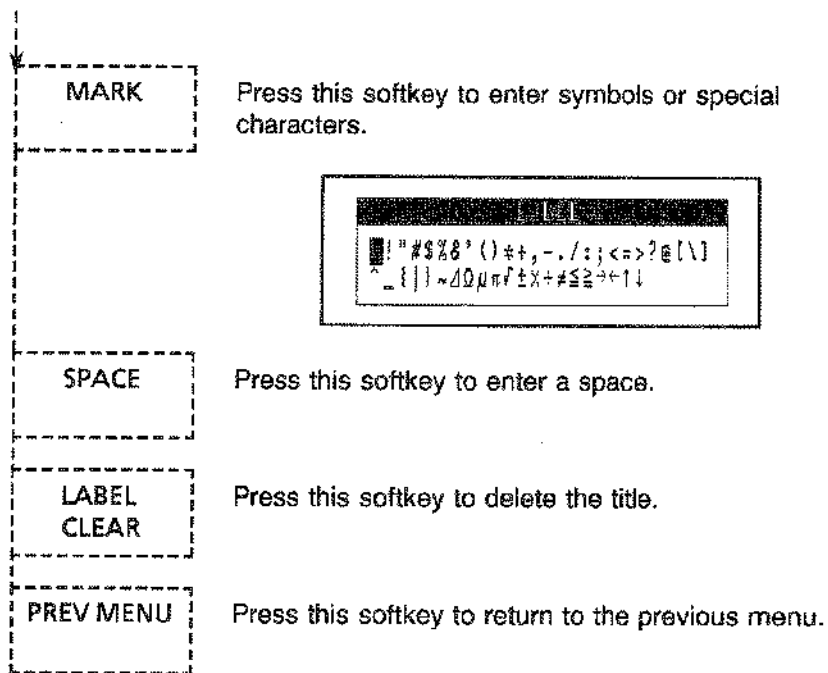 MARK
Press this softkey to enter symbols or special
characters.
!"#$%&'()*+,-./:;<=>?@[\]
^_{|}~ΔΩμπ√±×÷≠≦≧→←↑↓
SPACE
Press this softkey to enter a space.
LABEL
CLEAR
Press this softkey to delete the title.
PREV MENU
Press this softkey to return to the previous menu.